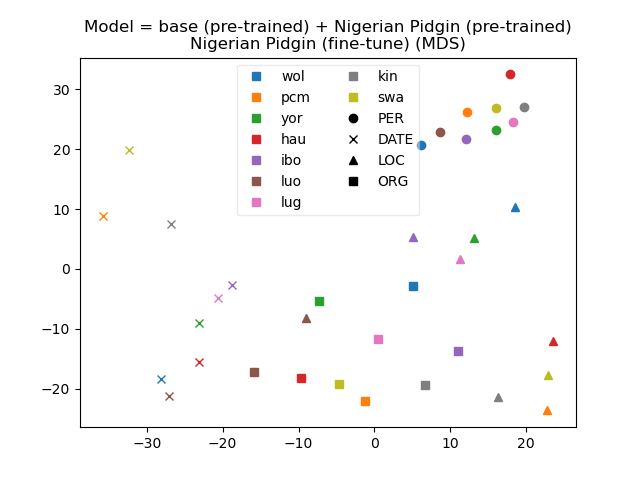 Model = base (pre-trained) + Nigerian Pidgin (pre-trained)
Nigerian Pidgin (fine-tune) (MDS)
wol
pcm
yor
hau
ibo
luo
lug
kin
swa
PER
DATE
LOC
ORG
30
20
10
0
−10
−20
−30 −20 −10 0 10 20